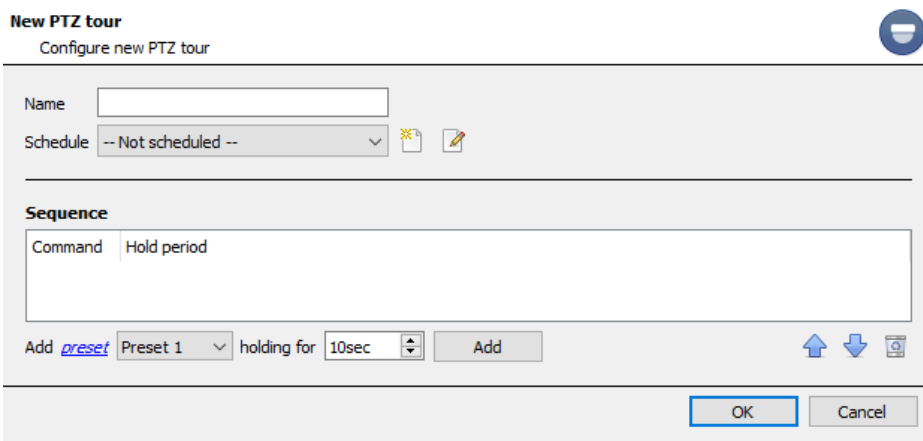 New PTZ tour
Configure new PTZ tour
Name
Schedule -- Not scheduled --
Sequence
Command Hold period
Add preset Preset 1 holding for 10sec Add
OK Cancel